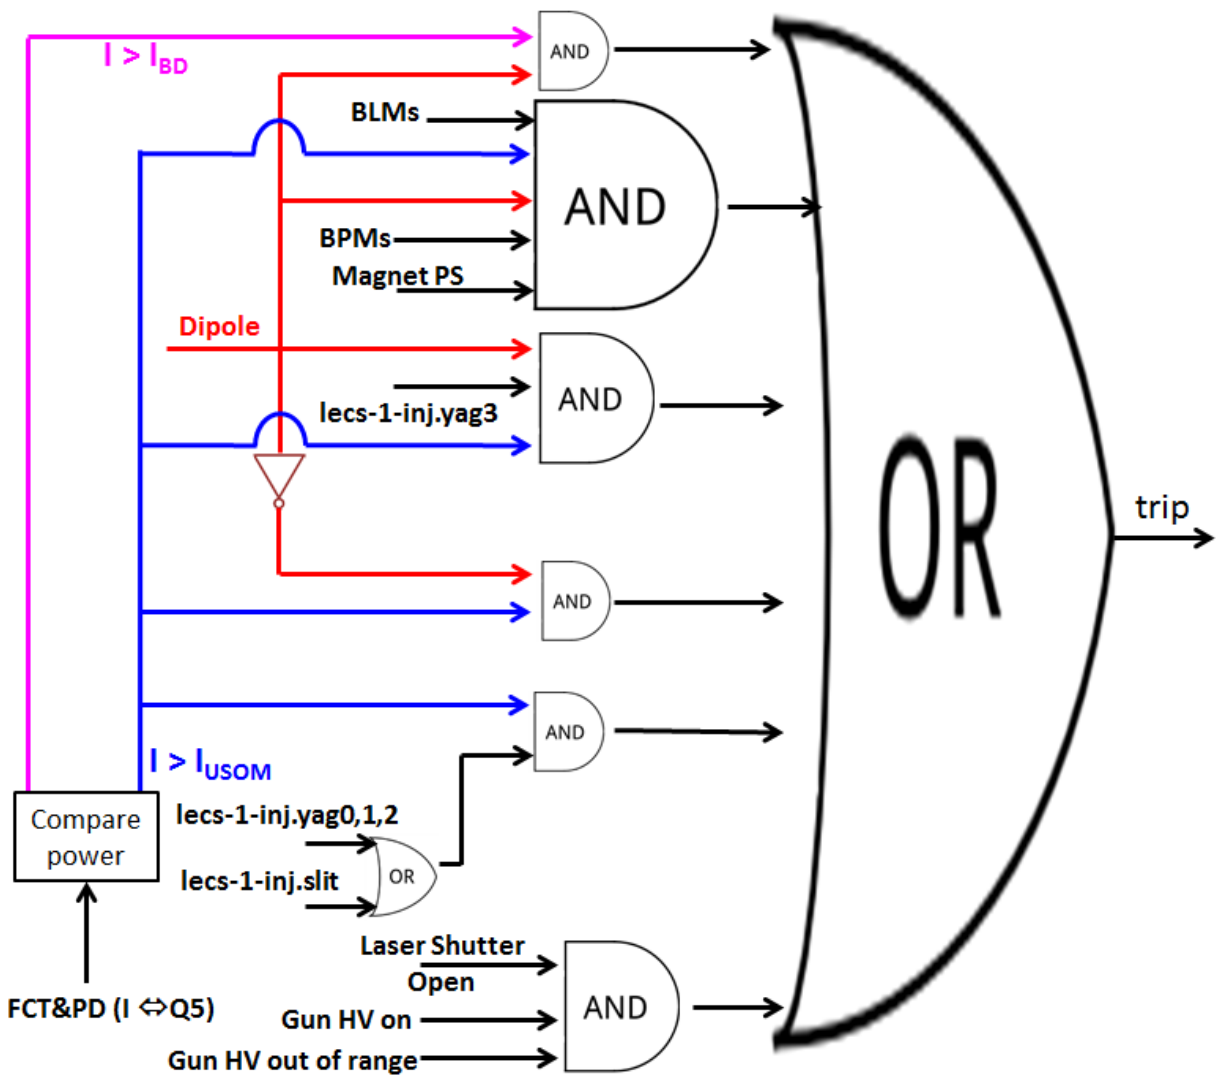 I > I_BD
AND
BLMs
AND
BPMs
Magnet PS
Dipole
AND
lecs-1-inj.yag3
OR
trip
AND
AND
I > I_USOM
lecs-1-inj.yag0,1,2
Compare
power
OR
lecs-1-inj.slit
Laser Shutter
Open
AND
FCT&PD (I ⇔Q5)
Gun HV on
Gun HV out of range